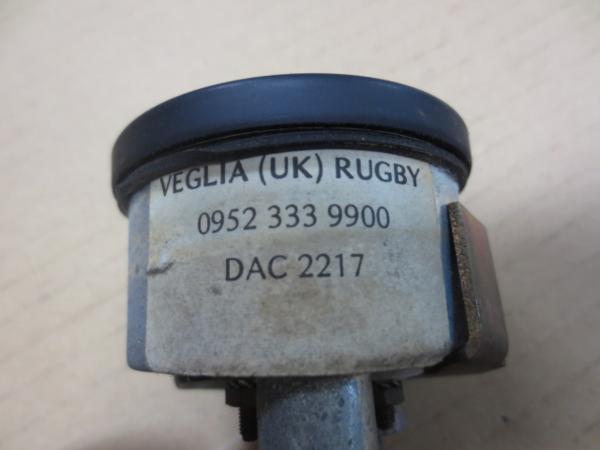 VEGLIA (UK) RUGBY
0952 333 9900
DAC 2217